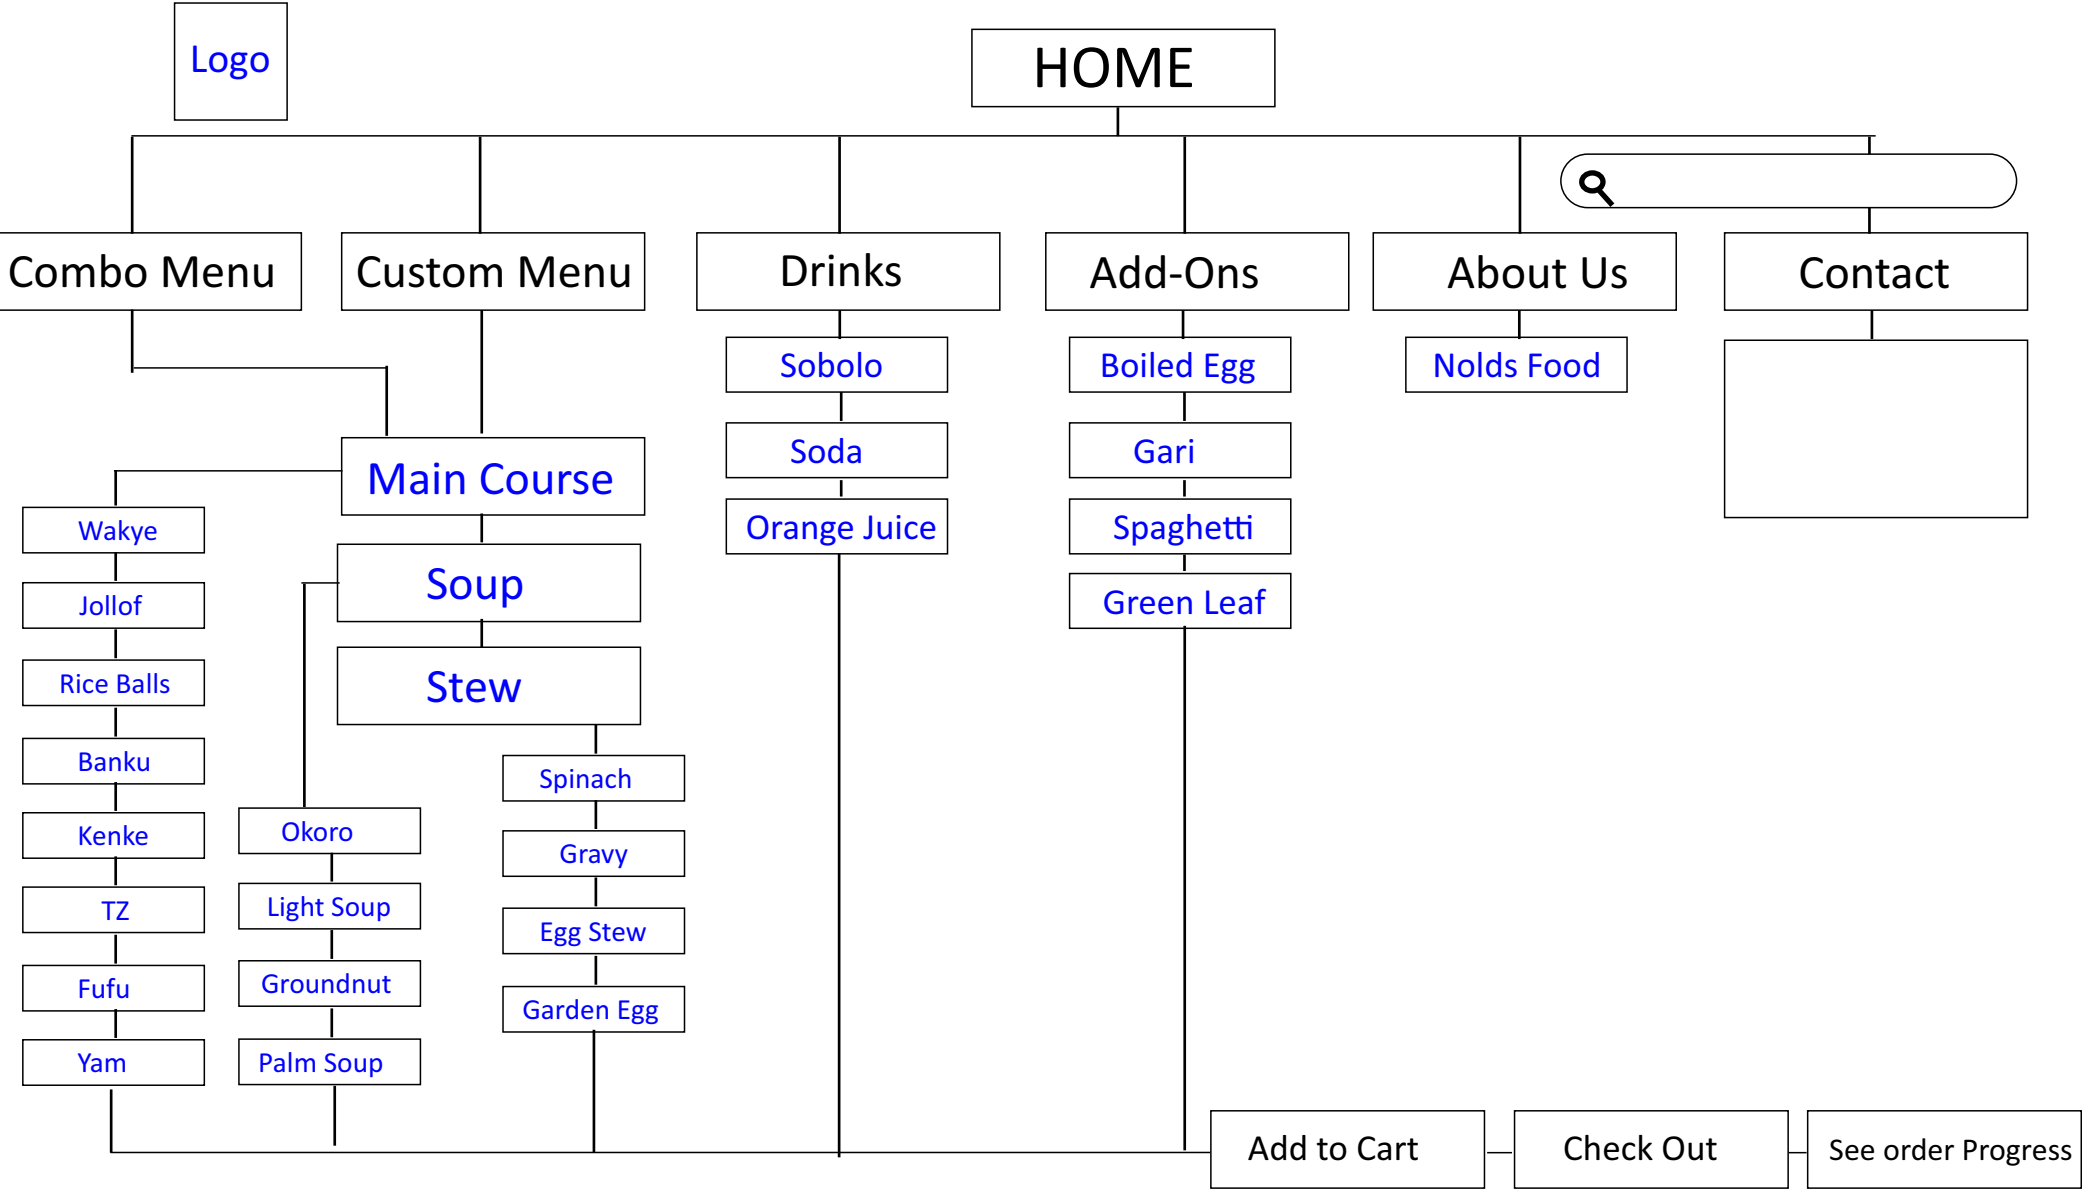 Logo
HOME
Combo Menu
Custom Menu
Drinks
Add-Ons
About Us
Contact
Sobolo
Boiled Egg
Nolds Food
Soda
Gari
Main Course
Orange Juice
Spaghetti
Wakye
Soup
Green Leaf
Jollof
Rice Balls
Stew
Banku
Spinach
Kenke
Okoro
Gravy
TZ
Light Soup
Egg Stew
Fufu
Groundnut
Garden Egg
Yam
Palm Soup
Add to Cart
Check Out
See order Progress